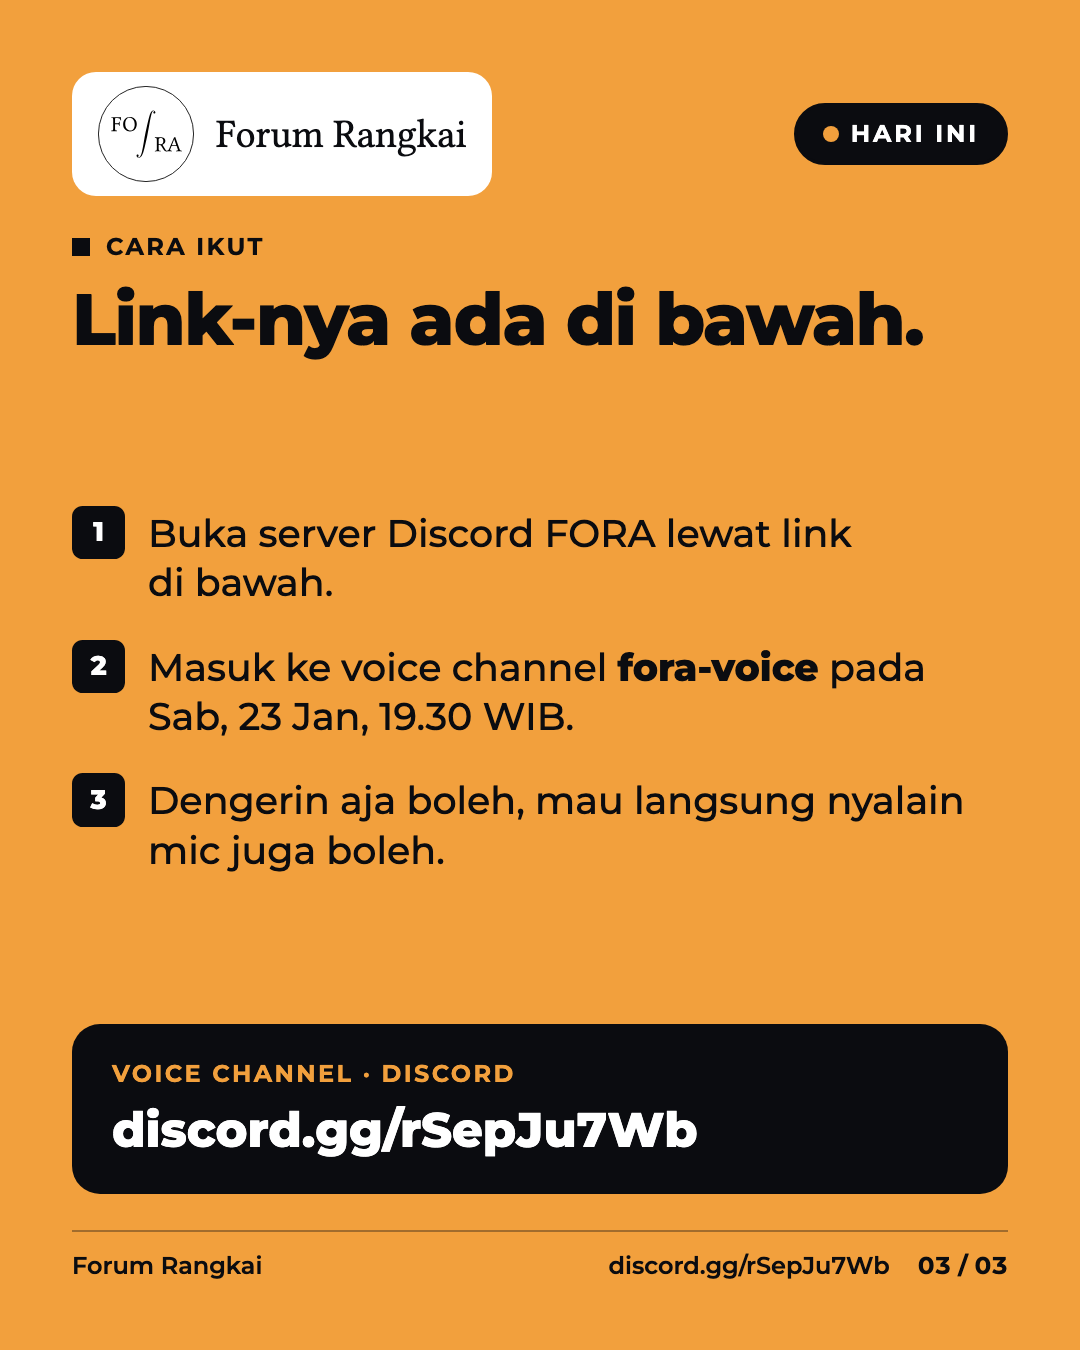 FO
RA
Forum Rangkai
HARI INI
CARA IKUT
Link-nya ada di bawah.
1
Buka server Discord FORA lewat link
di bawah.
2
Masuk ke voice channel fora-voice pada
Sab, 23 Jan, 19.30 WIB.
3
Dengerin aja boleh, mau langsung nyalain
mic juga boleh.
VOICE CHANNEL · DISCORD
discord.gg/rSepJu7Wb
Forum Rangkai
discord.gg/rSepJu7Wb 03 / 03